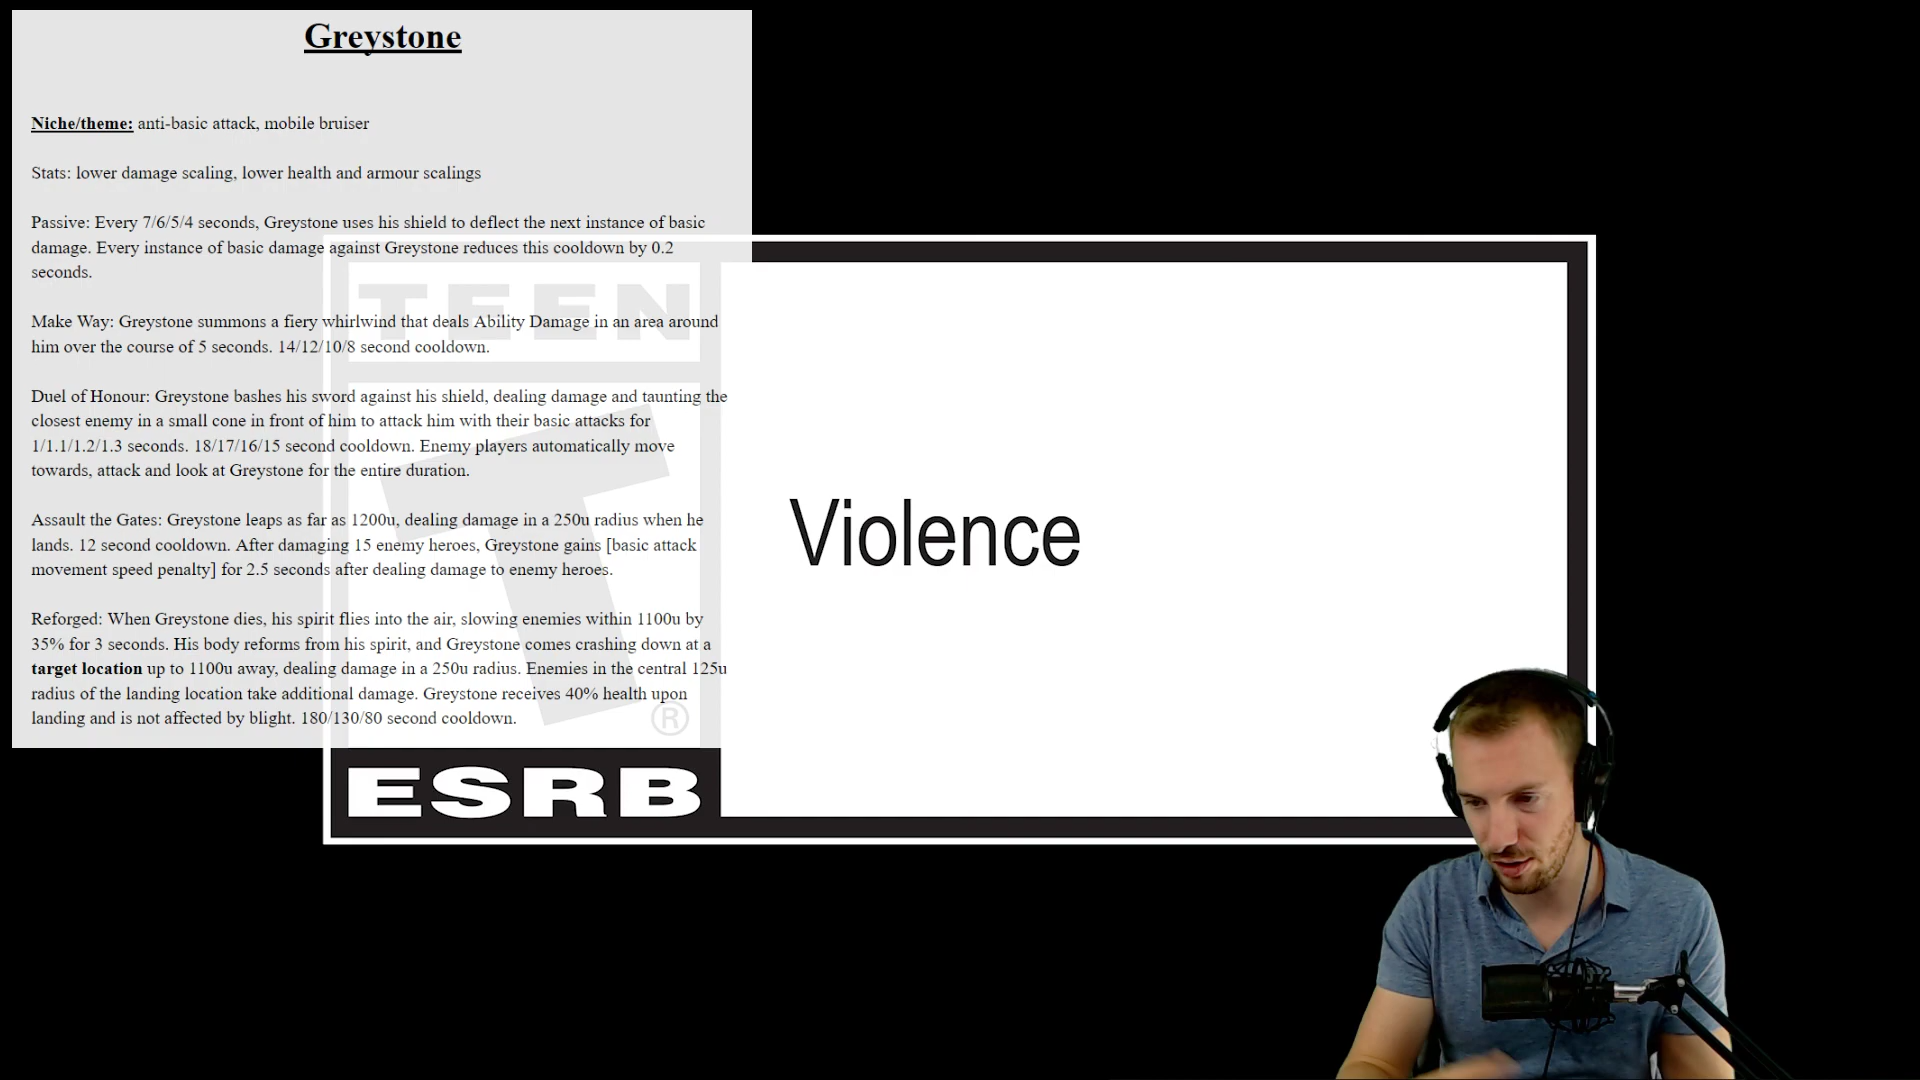 Greystone
Niche/theme: anti-basic attack, mobile bruiser
Stats: lower damage scaling, lower health and armour scalings
Passive: Every 7/6/5/4 seconds, Greystone uses his shield to deflect the next instance of basic
damage. Every instance of basic damage against Greystone reduces this cooldown by 0.2
seconds.
Make Way: Greystone summons a fiery whirlwind that deals Ability Damage in an area around
him over the course of 5 seconds. 14/12/10/8 second cooldown.
Duel of Honour: Greystone bashes his sword against his shield, dealing damage and taunting the
closest enemy in a small cone in front of him to attack him with their basic attacks for
1/1.1/1.2/1.3 seconds. 18/17/16/15 second cooldown. Enemy players automatically move
towards, attack and look at Greystone for the entire duration.
Assault the Gates: Greystone leaps as far as 1200u, dealing damage in a 250u radius when he
lands. 12 second cooldown. After damaging 15 enemy heroes, Greystone gains [basic attack
movement speed penalty] for 2.5 seconds after dealing damage to enemy heroes.
Reforged: When Greystone dies, his spirit flies into the air, slowing enemies within 1100u by
35% for 3 seconds. His body reforms from his spirit, and Greystone comes crashing down at a
target location up to 1100u away, dealing damage in a 250u radius. Enemies in the central 125u
radius of the landing location take additional damage. Greystone receives 40% health upon
landing and is not affected by blight. 180/130/80 second cooldown.
TEEN
T
®
ESRB
Violence